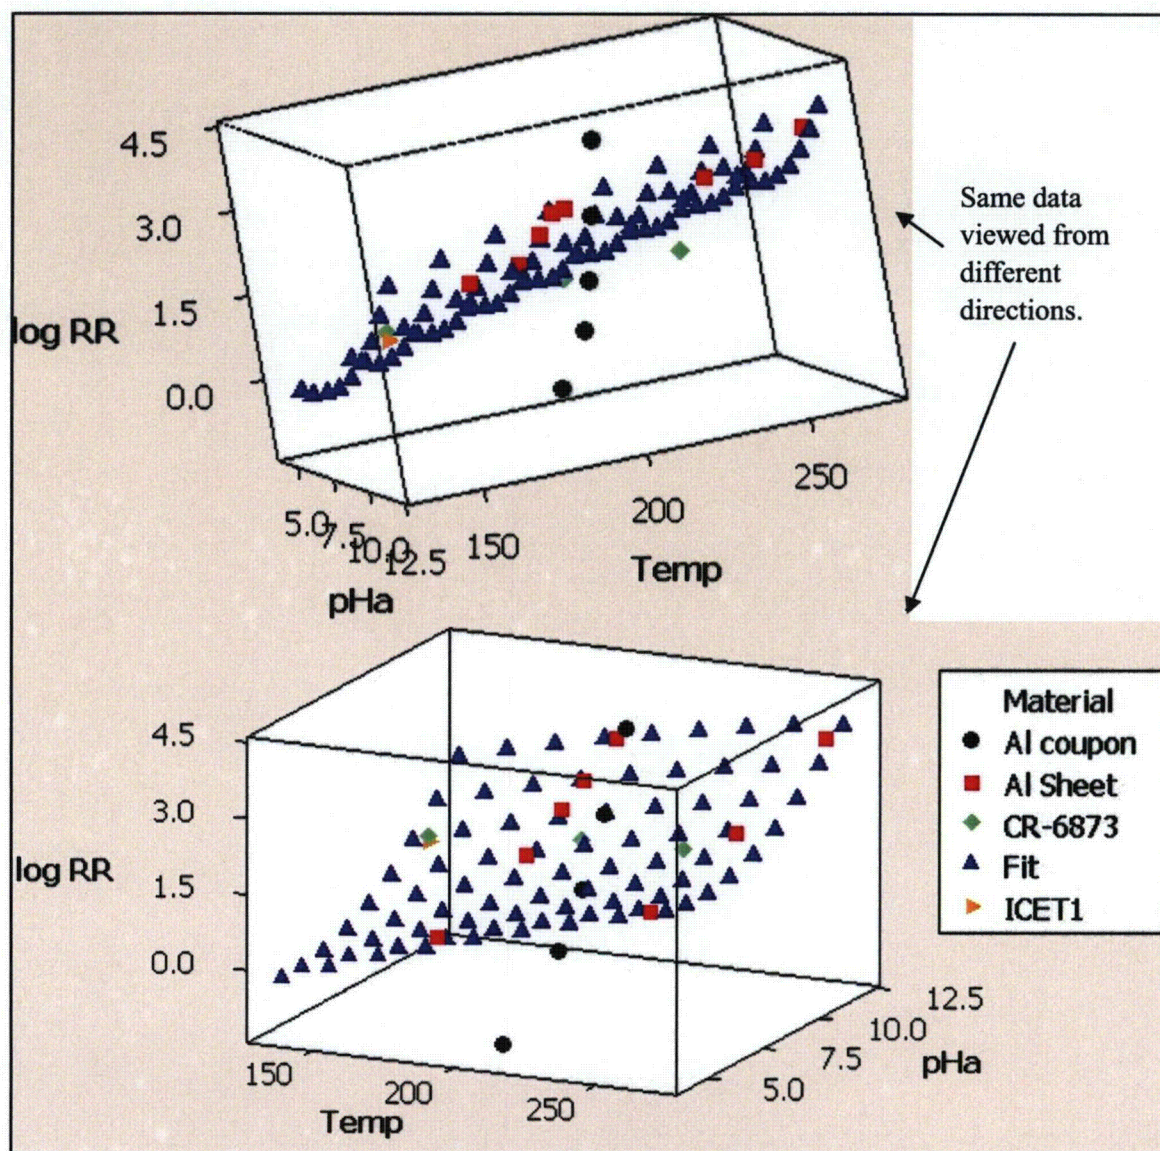 4.5
3.0
1.5
0.0
log RR
5.0
7.5
10.0
12.5
pHa
150
200
250
Temp
Same data
viewed from
different
directions.
4.5
3.0
1.5
0.0
log RR
150
200
250
Temp
5.0
7.5
10.0
12.5
pHa
Material
Al coupon
Al Sheet
CR-6873
Fit
ICET1